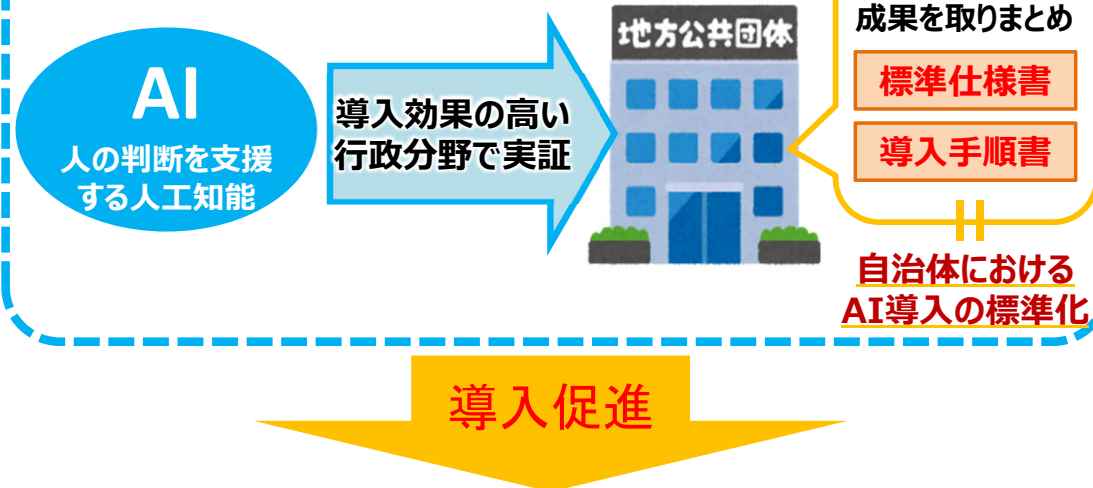 AI
人の判断を支援
する人工知能
導入効果の高い
行政分野で実証
地方公共団体
成果を取りまとめ
標準仕様書
導入手順書
自治体における
AI導入の標準化
導入促進